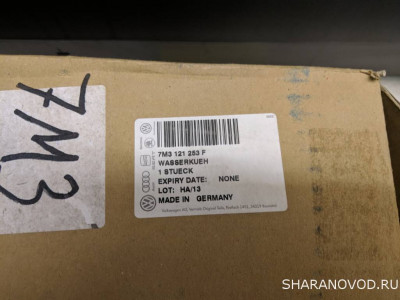 7M3
7M3 121 253 F
WASSERKUEH
1 STUECK
EXPIRY DATE: NONE
LOT: HA/13
MADE IN GERMANY
SHARANOVOD.RU